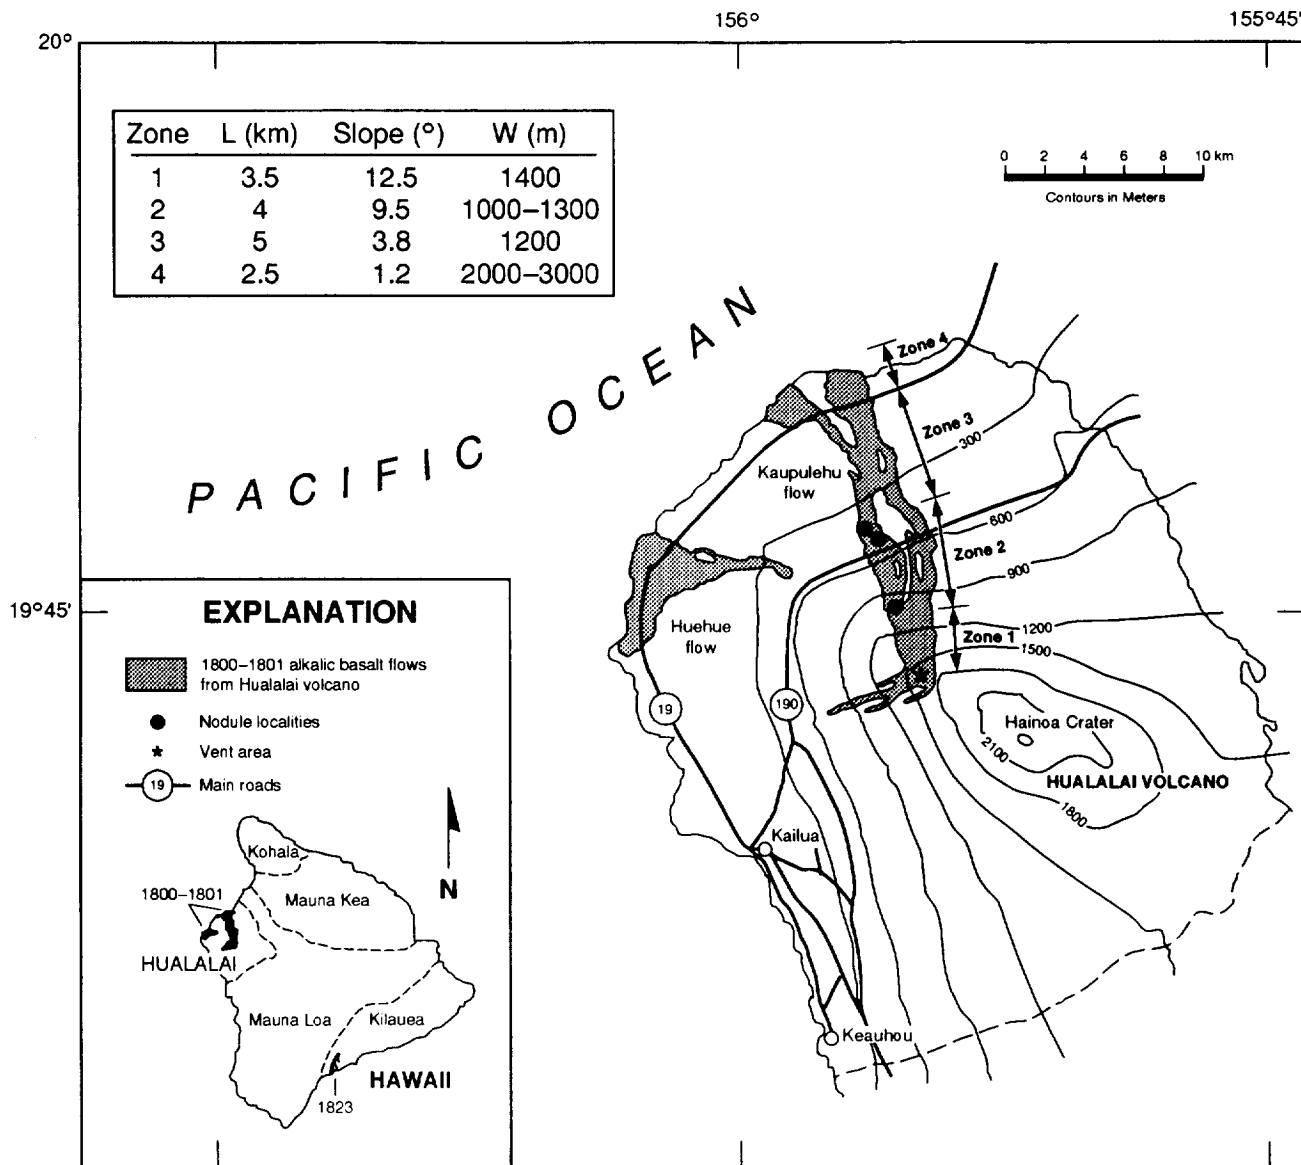 156° 155°45'
20°
Zone L (km) Slope (°) W (m)
1 3.5 12.5 1400
2 4 9.5 1000–1300
3 5 3.8 1200
4 2.5 1.2 2000–3000
0 2 4 6 8 10 km
Contours in Meters
PACIFIC OCEAN
Zone 4
Zone 3
300
Kaupulehu
flow
600
Zone 2
900
19°45'
Huehue
flow
Zone 1
1200
1500
19
190
Hainoa Crater
2100
HUALALAI VOLCANO
1800
Kailua
Keauhou
EXPLANATION
1800–1801 alkalic basalt flows
from Hualalai volcano
Nodule localities
* Vent area
19 Main roads
N
Kohala
1800–1801
Mauna Kea
HUALALAI
Mauna Loa
Kilauea
HAWAII
1823